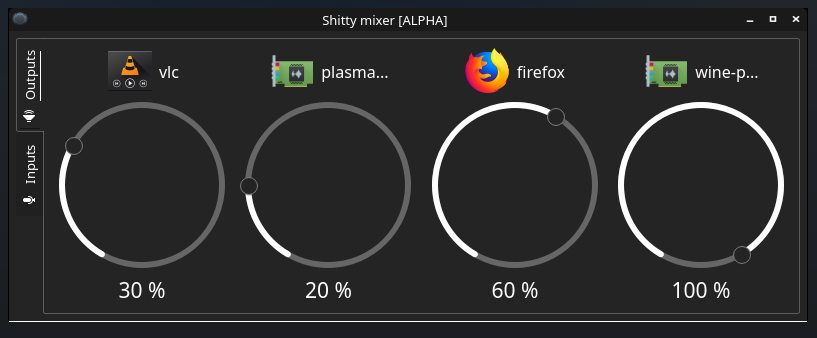 Shitty mixer [ALPHA]
Outputs
Inputs
vlc
plasma...
firefox
wine-p...
30 %
20 %
60 %
100 %